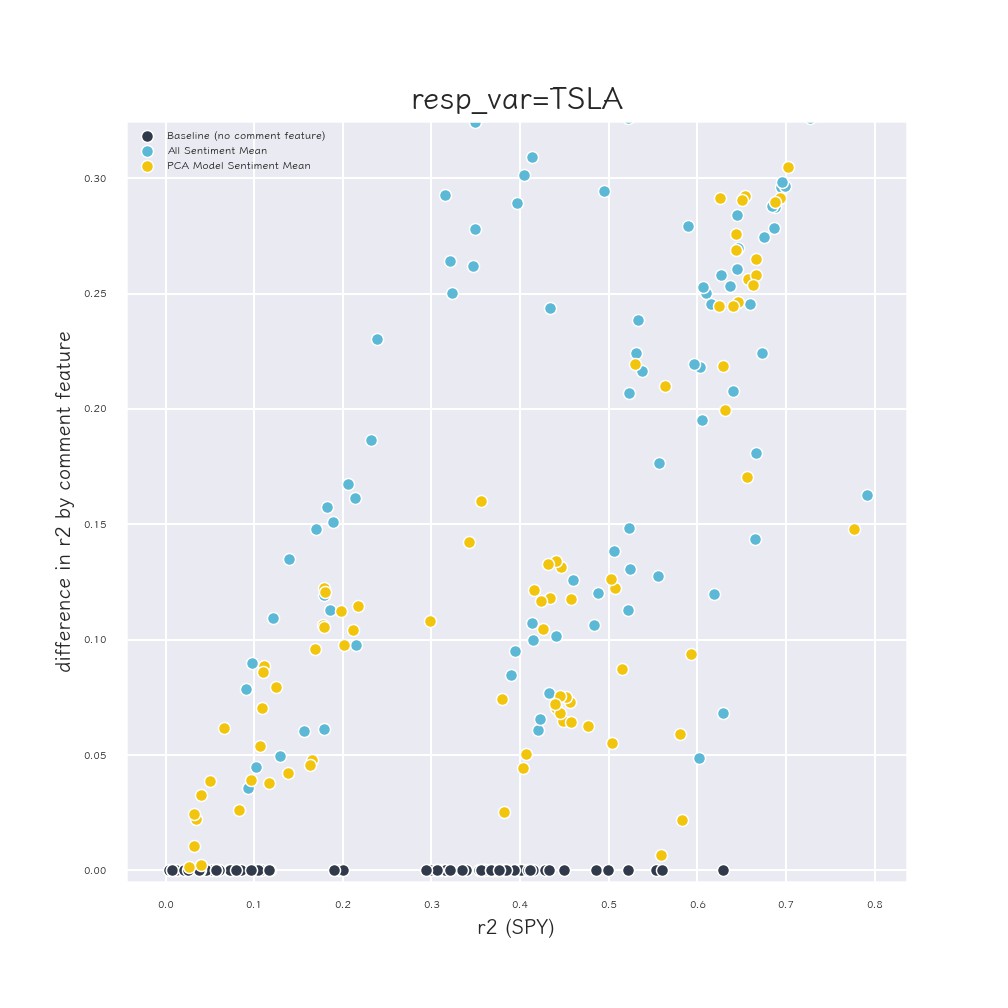 resp_var=TSLA
Baseline (no comment feature)
All Sentiment Mean
PCA Model Sentiment Mean
difference in r2 by comment feature
0.30
0.25
0.20
0.15
0.10
0.05
0.00
0.0 0.1 0.2 0.3 0.4 0.5 0.6 0.7 0.8
r2 (SPY)